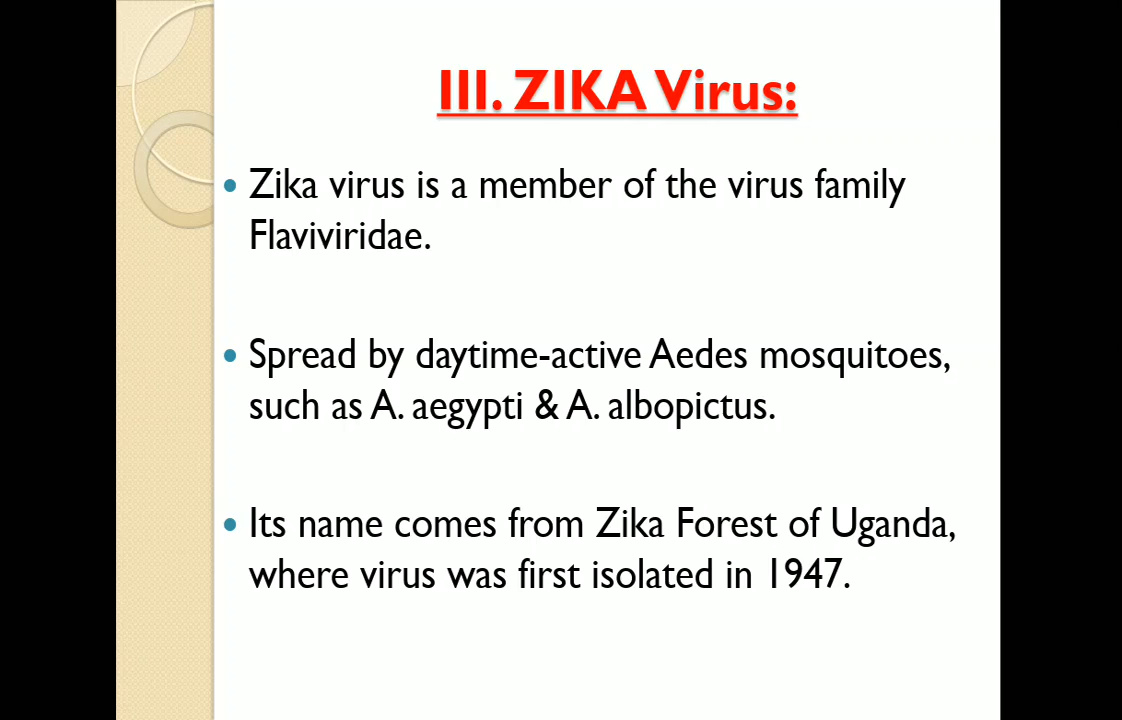 III. ZIKA Virus:
• Zika virus is a member of the virus family
Flaviviridae.
• Spread by daytime-active Aedes mosquitoes,
such as A. aegypti & A. albopictus.
• Its name comes from Zika Forest of Uganda,
where virus was first isolated in 1947.